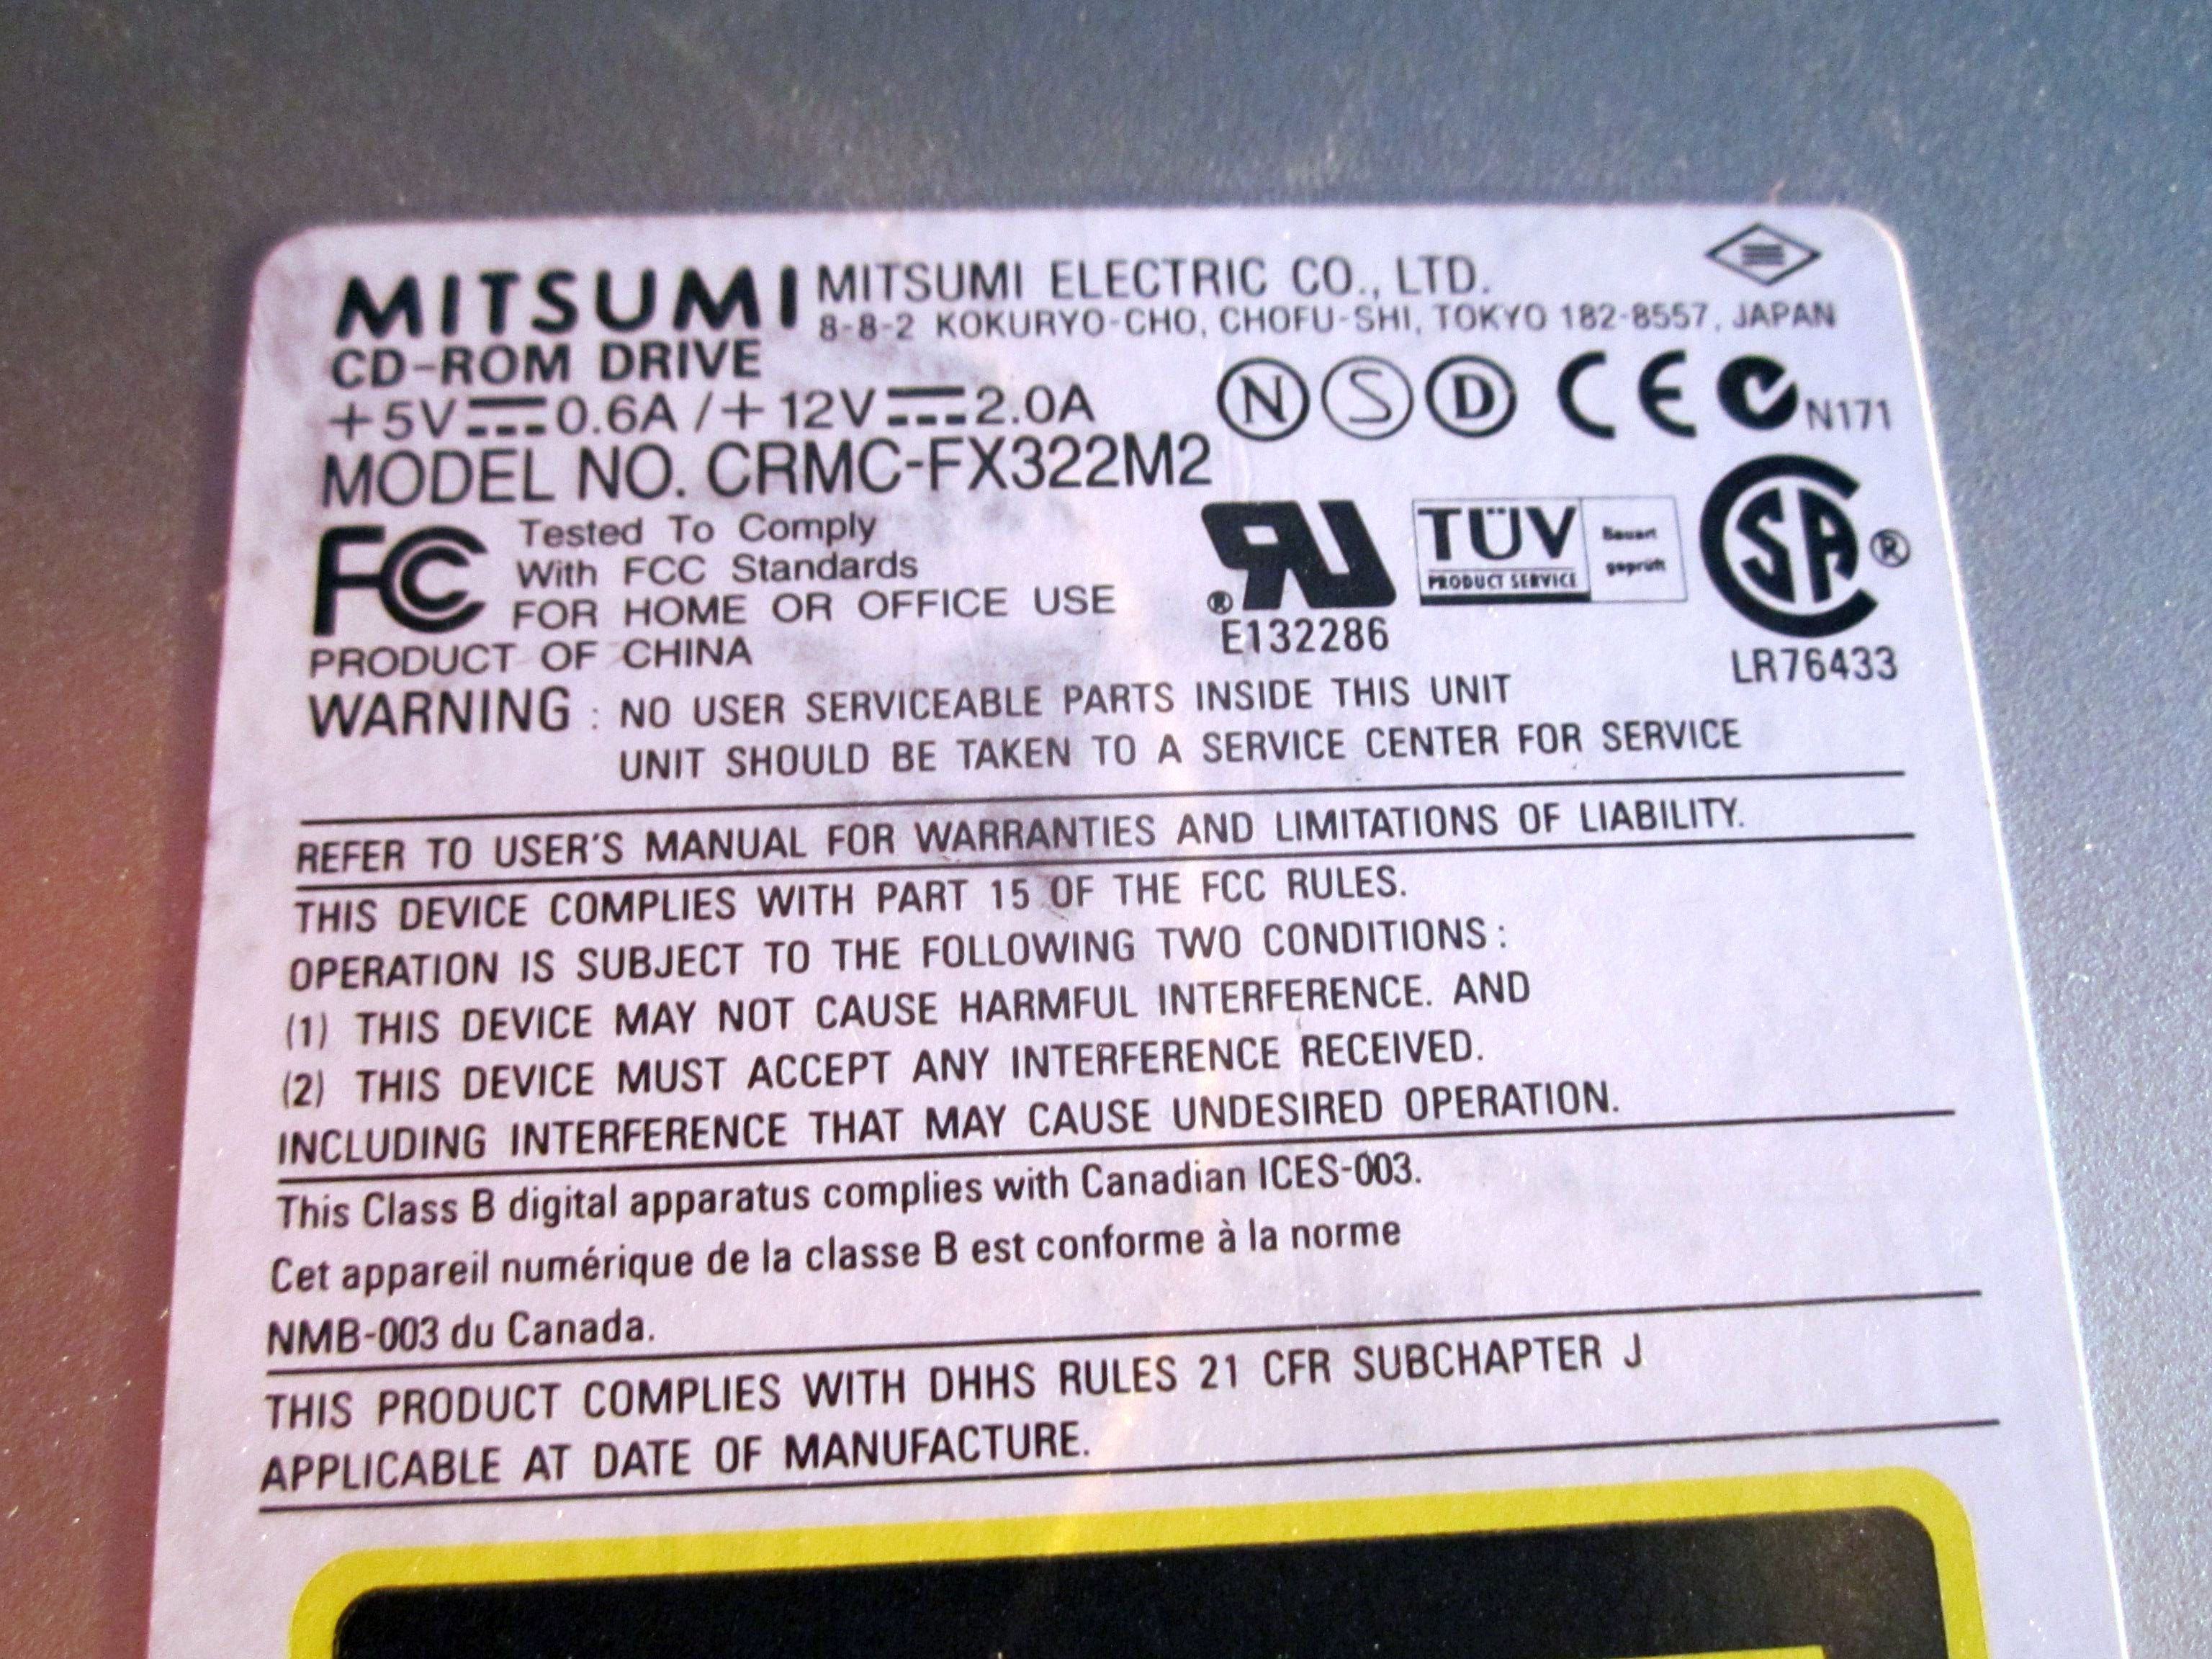 MITSUMI MITSUMI ELECTRIC CO., LTD.
8-8-2 KOKURYO-CHO, CHOFU-SHI, TOKYO 182-8557, JAPAN
CD-ROM DRIVE
+5V⎓0.6A /+12V⎓2.0A
N S D CE N171
MODEL NO. CRMC-FX322M2
FC Tested To Comply
With FCC Standards
FOR HOME OR OFFICE USE
RU ® E132286
TÜV PRODUCT SERVICE
Bauart
geprüft
SA ®
LR76433
PRODUCT OF CHINA
WARNING : NO USER SERVICEABLE PARTS INSIDE THIS UNIT
UNIT SHOULD BE TAKEN TO A SERVICE CENTER FOR SERVICE
REFER TO USER'S MANUAL FOR WARRANTIES AND LIMITATIONS OF LIABILITY.
THIS DEVICE COMPLIES WITH PART 15 OF THE FCC RULES.
OPERATION IS SUBJECT TO THE FOLLOWING TWO CONDITIONS :
(1) THIS DEVICE MAY NOT CAUSE HARMFUL INTERFERENCE. AND
(2) THIS DEVICE MUST ACCEPT ANY INTERFERENCE RECEIVED.
INCLUDING INTERFERENCE THAT MAY CAUSE UNDESIRED OPERATION.
This Class B digital apparatus complies with Canadian ICES-003.
Cet appareil numérique de la classe B est conforme à la norme
NMB-003 du Canada.
THIS PRODUCT COMPLIES WITH DHHS RULES 21 CFR SUBCHAPTER J
APPLICABLE AT DATE OF MANUFACTURE.